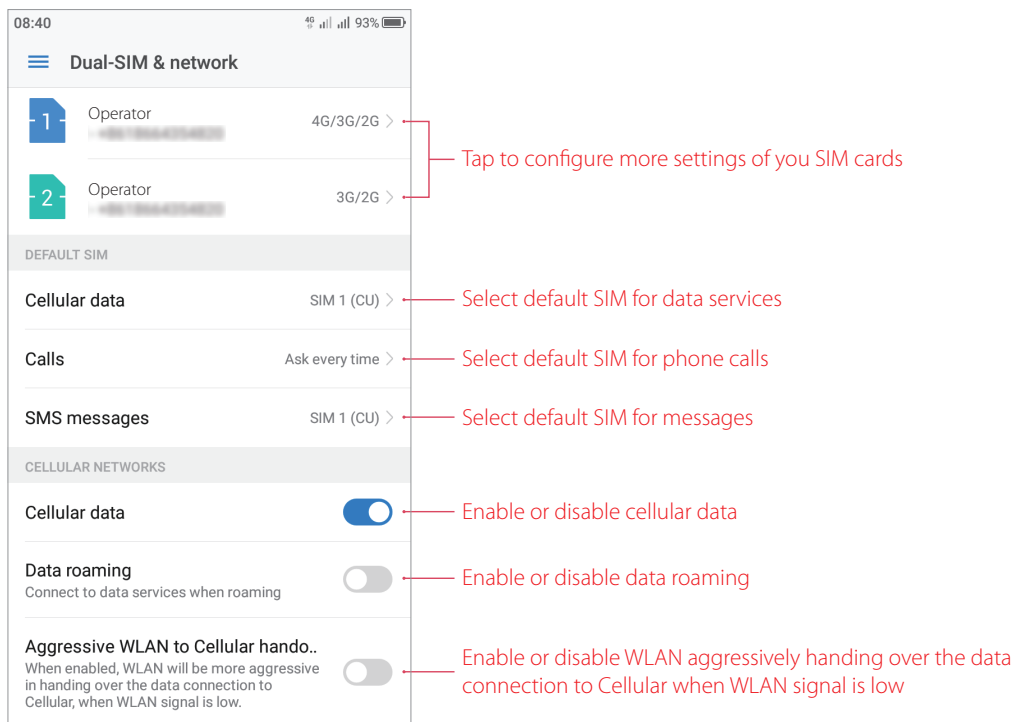 08:40
4G 93%
Dual-SIM & network
1 Operator 4G/3G/2G
Tap to configure more settings of you SIM cards
2 Operator 3G/2G
DEFAULT SIM
Cellular data SIM 1 (CU) Select default SIM for data services
Calls Ask every time Select default SIM for phone calls
SMS messages SIM 1 (CU) Select default SIM for messages
CELLULAR NETWORKS
Cellular data Enable or disable cellular data
Data roaming
Connect to data services when roaming
Enable or disable data roaming
Aggressive WLAN to Cellular hando..
When enabled, WLAN will be more aggressive
in handing over the data connection to
Cellular, when WLAN signal is low.
Enable or disable WLAN aggressively handing over the data
connection to Cellular when WLAN signal is low